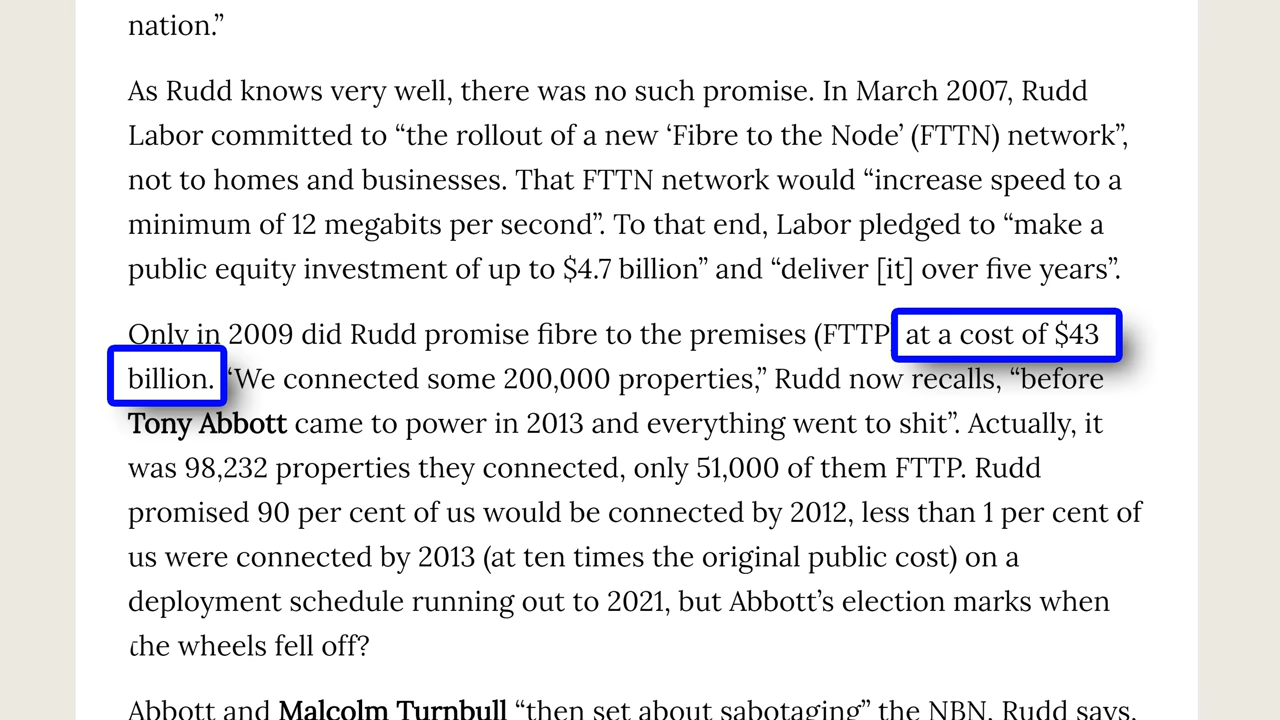 nation.”
As Rudd knows very well, there was no such promise. In March 2007, Rudd
Labor committed to “the rollout of a new ‘Fibre to the Node’ (FTTN) network”,
not to homes and businesses. That FTTN network would “increase speed to a
minimum of 12 megabits per second”. To that end, Labor pledged to “make a
public equity investment of up to $4.7 billion” and “deliver [it] over five years”.
Only in 2009 did Rudd promise fibre to the premises (FTTP at a cost of $43
billion. “We connected some 200,000 properties,” Rudd now recalls, “before
Tony Abbott came to power in 2013 and everything went to shit”. Actually, it
was 98,232 properties they connected, only 51,000 of them FTTP. Rudd
promised 90 per cent of us would be connected by 2012, less than 1 per cent of
us were connected by 2013 (at ten times the original public cost) on a
deployment schedule running out to 2021, but Abbott’s election marks when
the wheels fell off?
Abbott and Malcolm Turnbull “then set about sabotaging” the NBN, Rudd says.